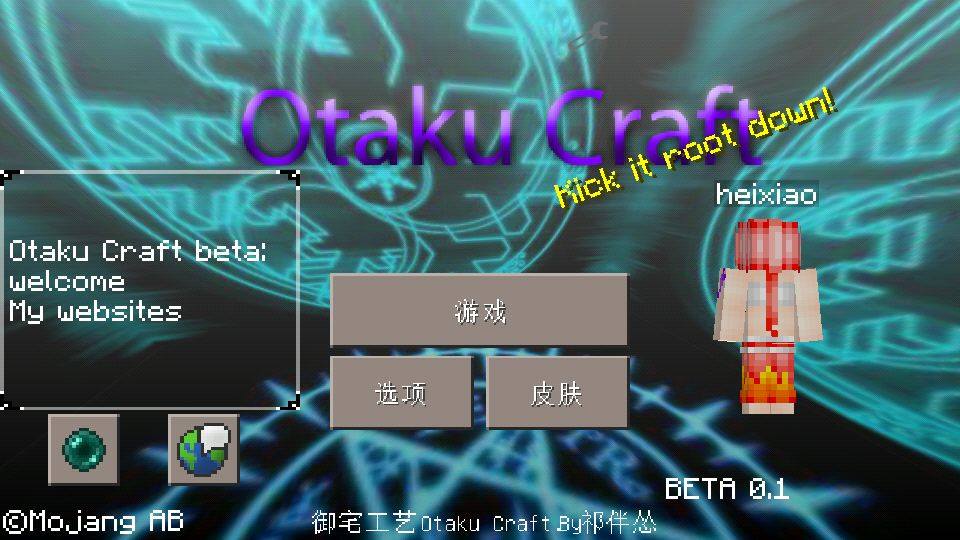 Otaku Craft
Kick it root down!
heixiao
Otaku Craft beta:
welcome
My websites
游戏
选项
皮肤
BETA 0.1
©Mojang AB
御宅工艺Otaku Craft.By祁伴怂